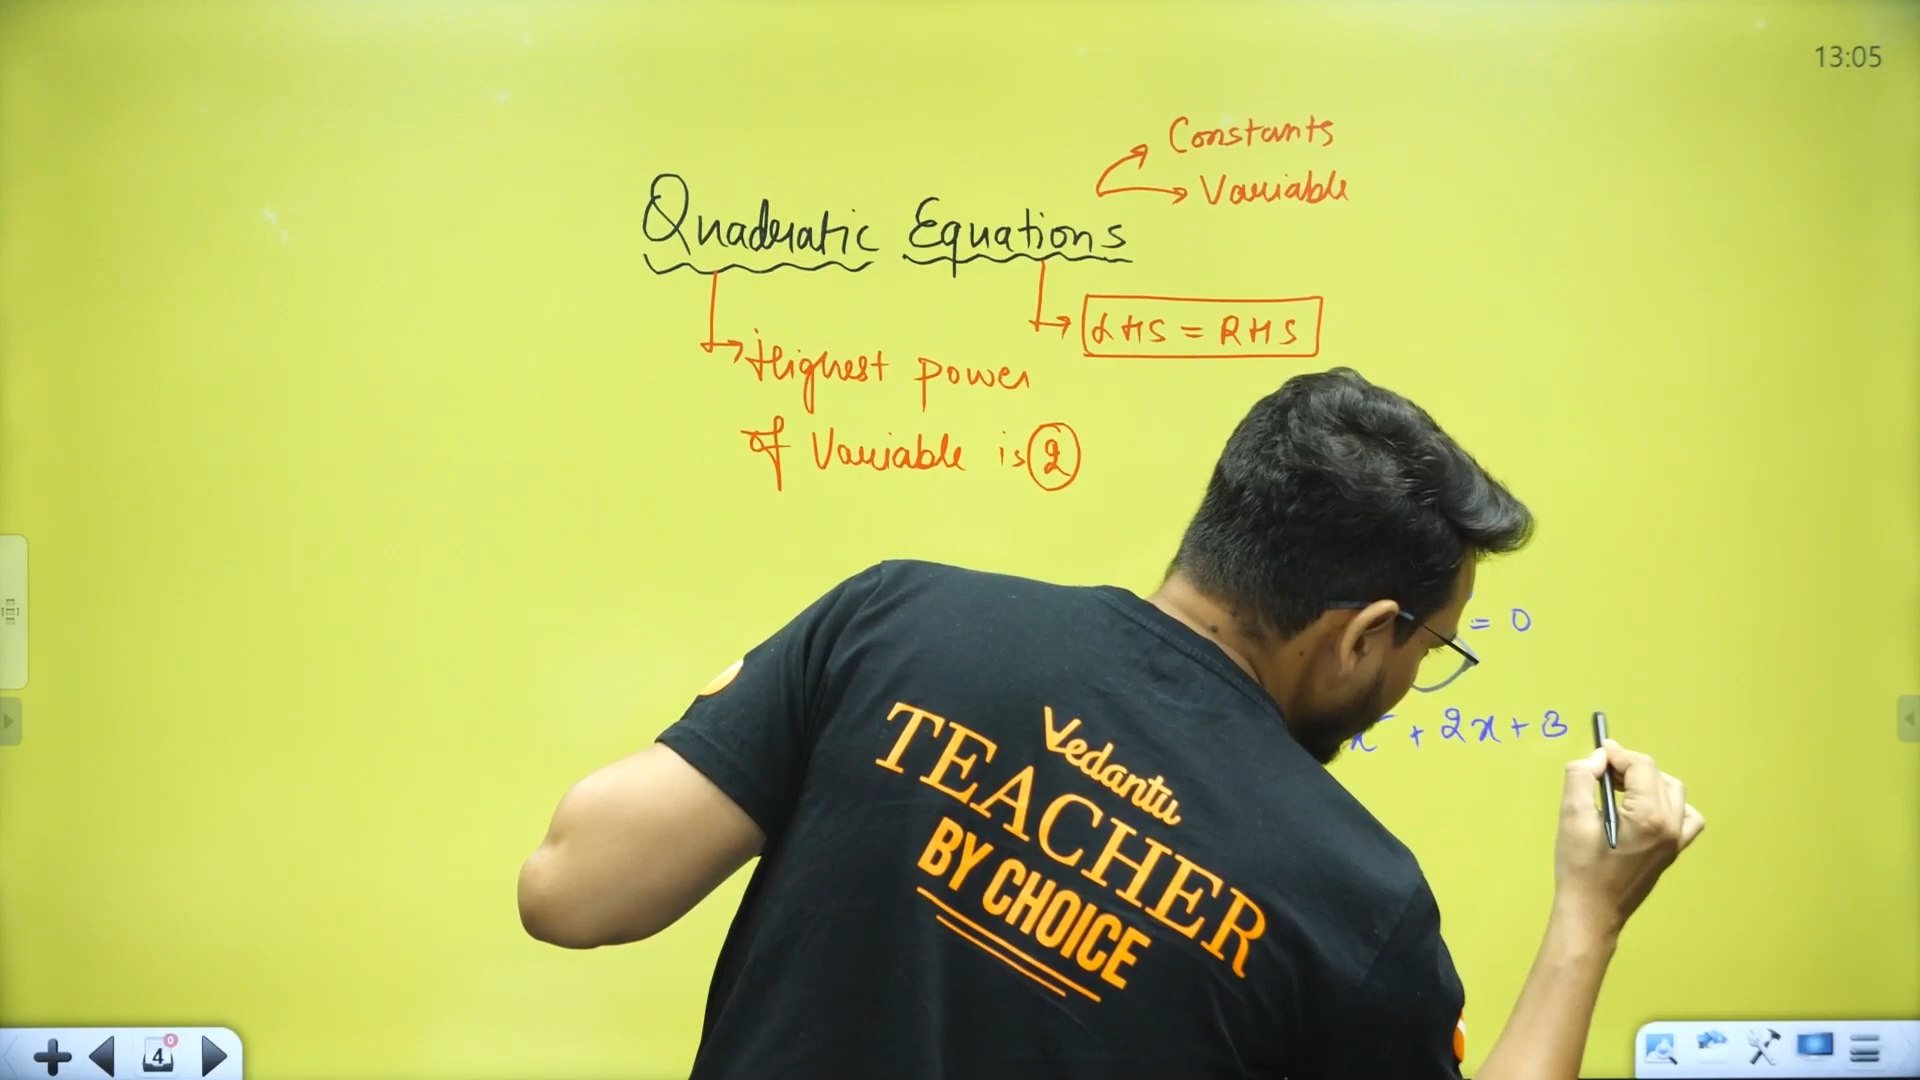 13:05
Constants
Variable
Quadratic Equations
LHS = RHS
Highest power
of Variable is 2
= 0
x + 2x + 3
Vedantu
TEACHER
BY CHOICE
4
0